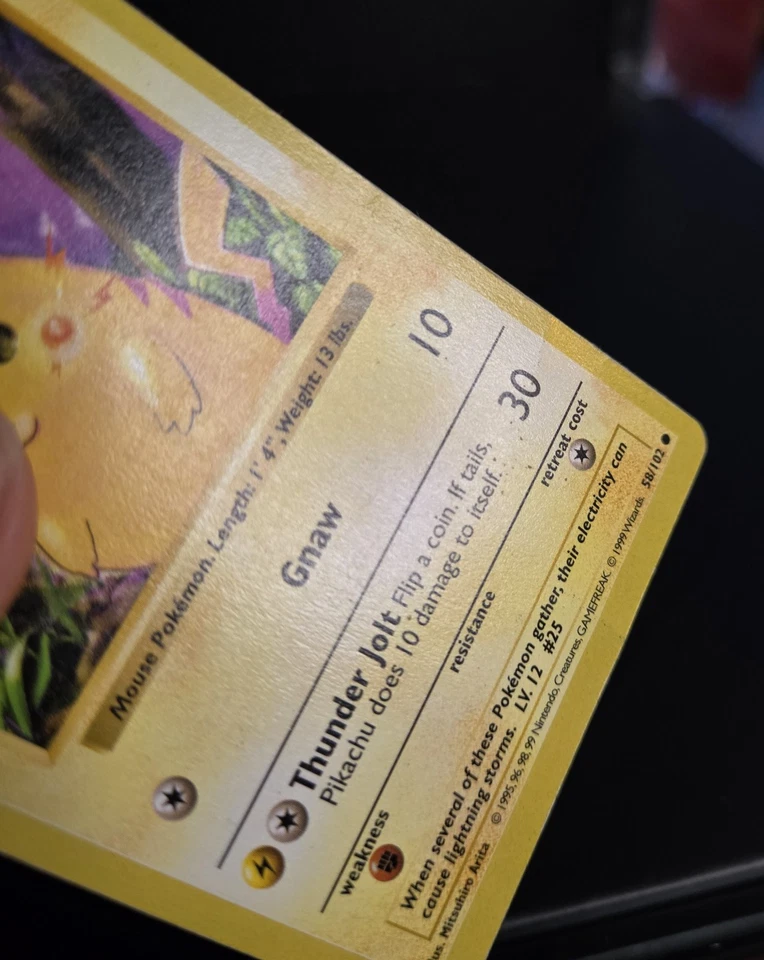 Mouse Pokémon. Length: 1' 4", Weight: 13 lbs.
Gnaw 10
Thunder Jolt Flip a coin. If tails,
Pikachu does 10 damage to itself. 30
weakness resistance retreat cost
When several of these Pokémon gather, their electricity can
cause lightning storms. LV. 12 #25
us. Mitsuhiro Arita © 1995, 96, 98, 99 Nintendo, Creatures, GAMEFREAK. © 1999 Wizards. 58/102